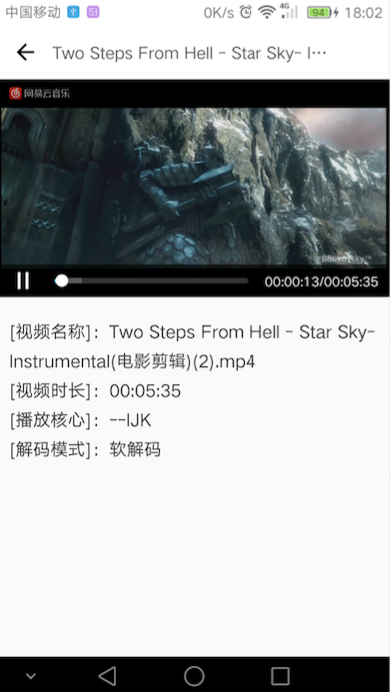 中国移动 0K/s 4G 94 18:02
Two Steps From Hell - Star Sky- I…
网易云音乐
00:00:13/00:05:35
[视频名称]：Two Steps From Hell - Star Sky-
Instrumental(电影剪辑)(2).mp4
[视频时长]：00:05:35
[播放核心]：--IJK
[解码模式]：软解码